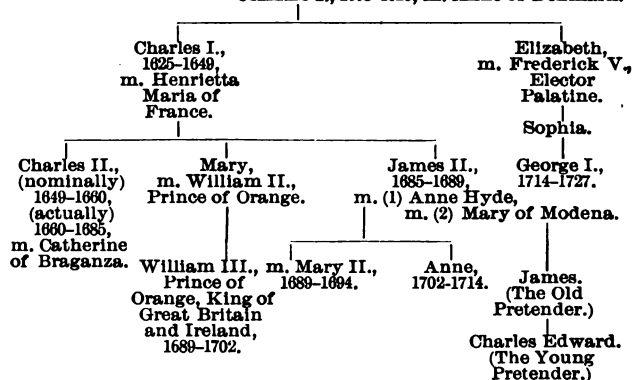 Charles I.,
1625–1649,
m. Henrietta
Maria of
France.
Elizabeth,
m. Frederick V.,
Elector
Palatine.
Sophia.
Charles II.,
(nominally)
1649–1660,
(actually)
1660–1685,
m. Catherine
of Braganza.
Mary,
m. William II.,
Prince of Orange.
James II.,
1685–1689,
m. (1) Anne Hyde,
m. (2) Mary of Modena.
George I.,
1714–1727.
William III.,
Prince of
Orange, King of
Great Britain
and Ireland,
1689–1702.
m. Mary II.,
1689–1694.
Anne,
1702–1714.
James.
(The Old
Pretender.)
Charles Edward.
(The Young
Pretender.)